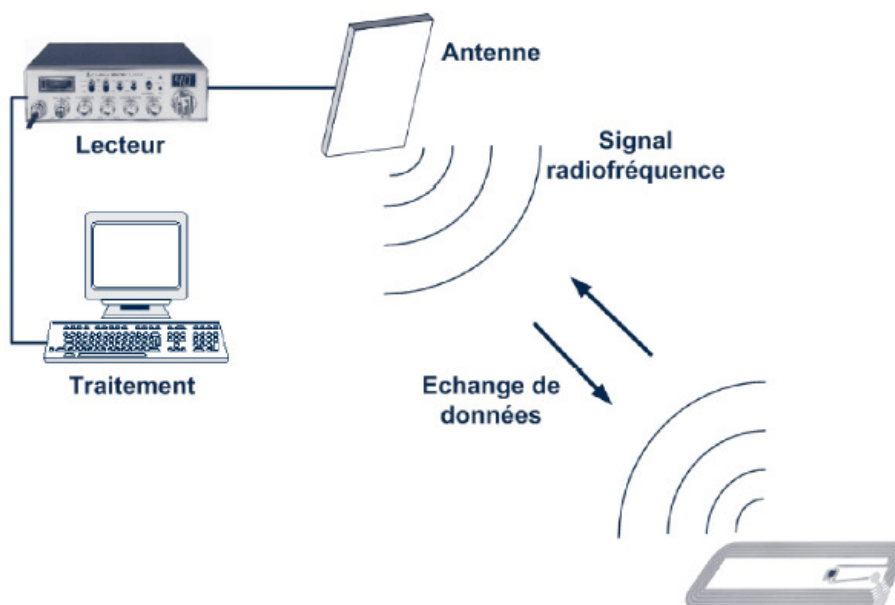 Antenne
Lecteur
Signal
radiofréquence
Traitement
Echange de
données